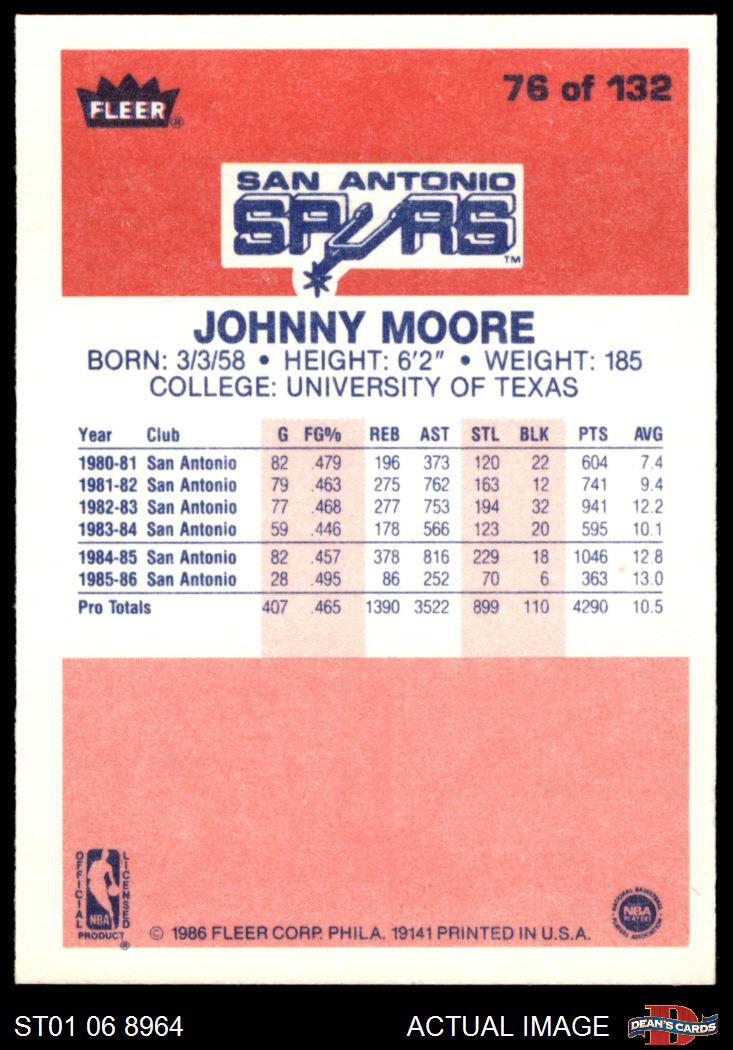 FLEER®
76 of 132
SAN ANTONIO
SPURS™
JOHNNY MOORE
BORN: 3/3/58 • HEIGHT: 6'2" • WEIGHT: 185
COLLEGE: UNIVERSITY OF TEXAS
Year Club G FG% REB AST STL BLK PTS AVG
1980-81 San Antonio 82 .479 196 373 120 22 604 7.4
1981-82 San Antonio 79 .463 275 762 163 12 741 9.4
1982-83 San Antonio 77 .468 277 753 194 32 941 12.2
1983-84 San Antonio 59 .446 178 566 123 20 595 10.1
1984-85 San Antonio 82 .457 378 816 229 18 1046 12.8
1985-86 San Antonio 28 .495 86 252 70 6 363 13.0
Pro Totals 407 .465 1390 3522 899 110 4290 10.5
OFFICIAL
LICENSED
NBA
PRODUCT ®
© 1986 FLEER CORP. PHILA. 19141 PRINTED IN U.S.A.
NATIONAL BASKETBALL
NBA
PLAYERS
PLAYERS ASSOCIATION
ST01 06 8964
ACTUAL IMAGE
D
DEAN'S CARDS